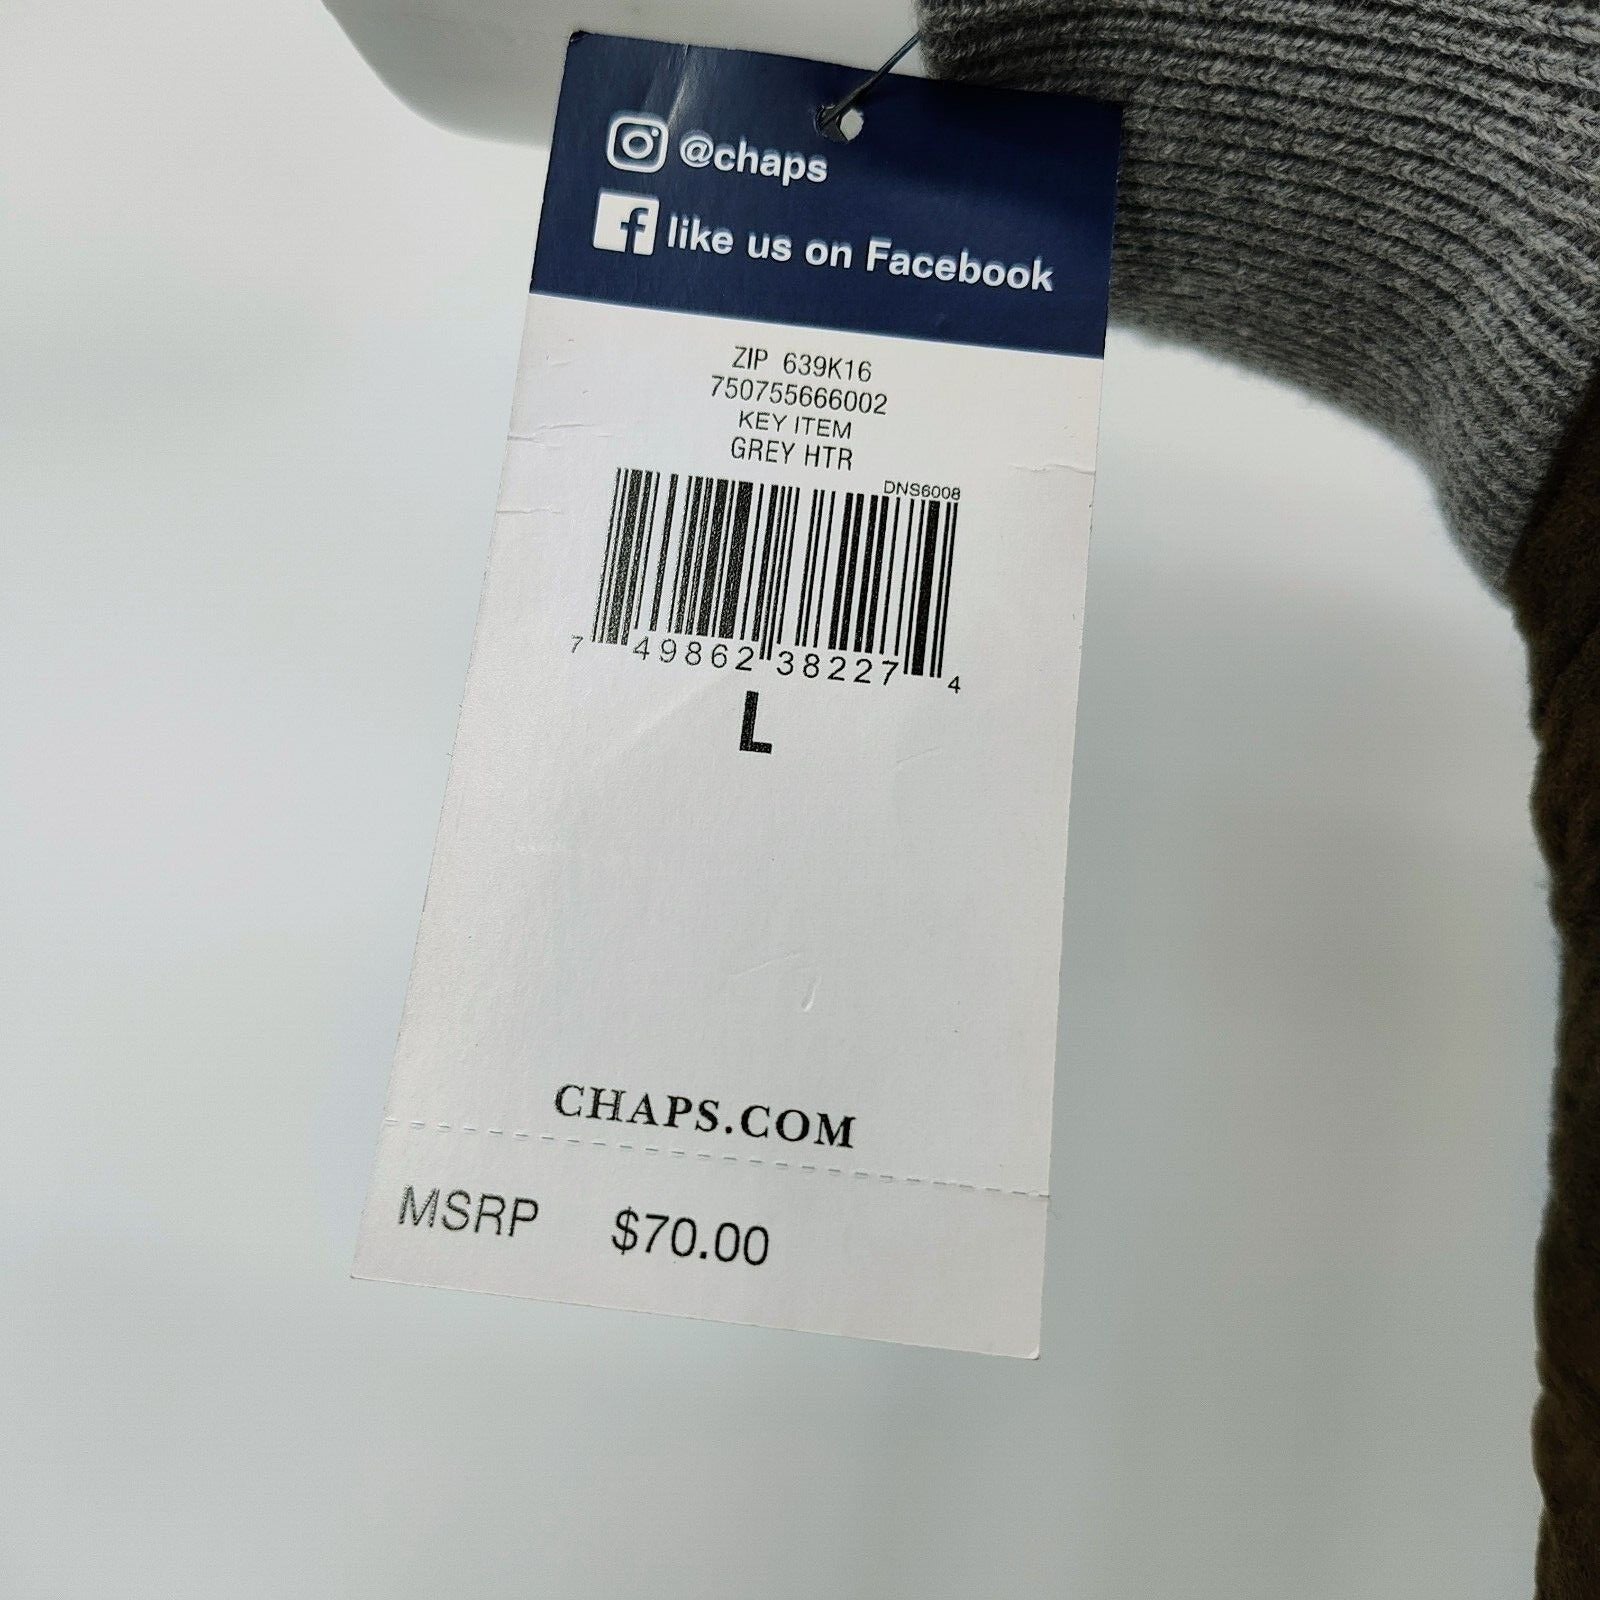 @chaps
like us on Facebook
ZIP 639K16
750755666002
KEY ITEM
GREY HTR
DNS6008
7 49862 38227 4
L
CHAPS.COM
MSRP $70.00